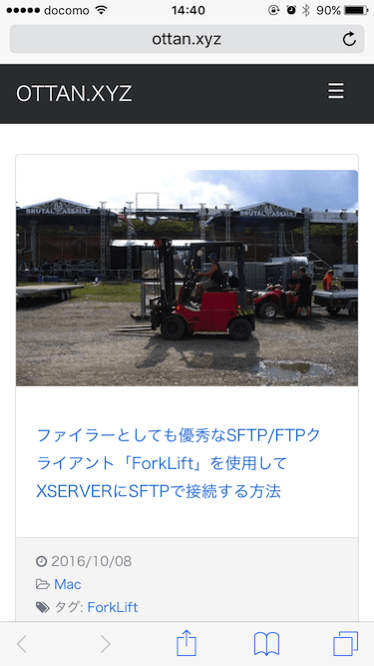 docomo 14:40 90%
ottan.xyz
OTTAN.XYZ
BRUTAL ASSAULT BRUTAL ASSAULT
ファイラーとしても優秀なSFTP/FTPク
ライアント「ForkLift」を使用して
XSERVERにSFTPで接続する方法
2016/10/08
Mac
タグ: ForkLift